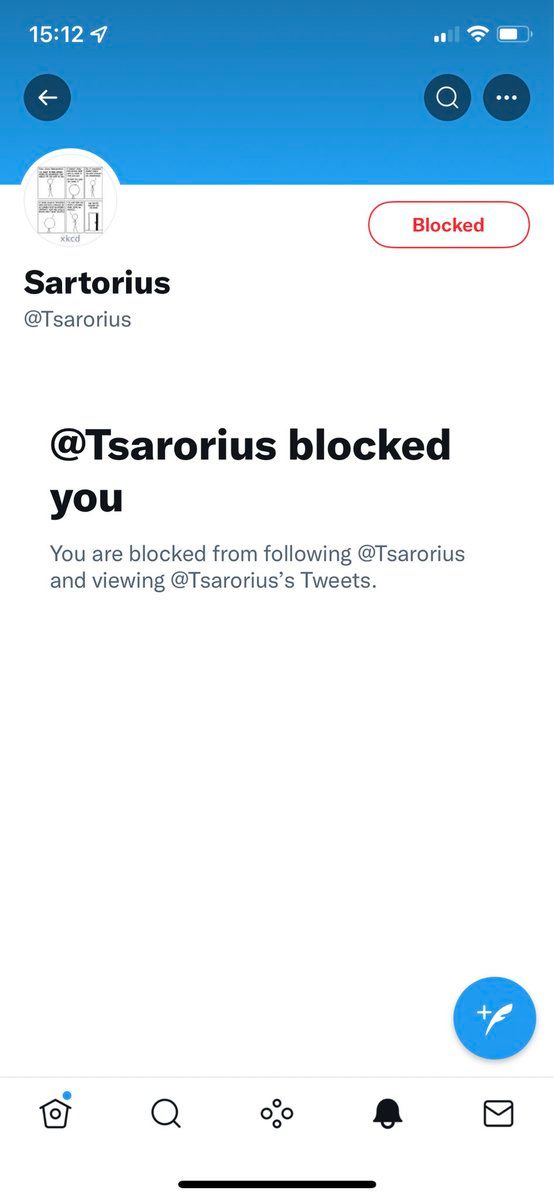 15:12
Blocked
xkcd
Sartorius
@Tsarorius
@Tsarorius blocked
you
You are blocked from following @Tsarorius
and viewing @Tsarorius’s Tweets.